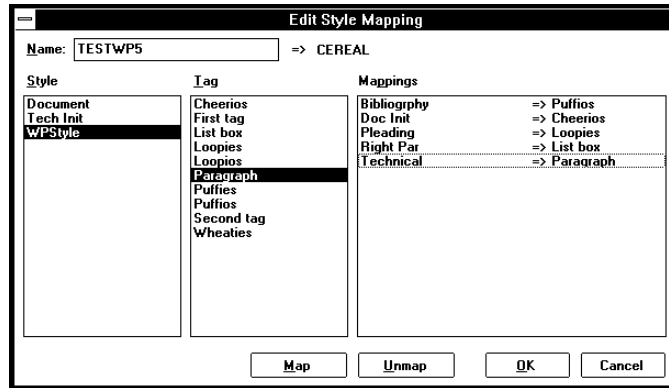 Edit Style Mapping
Name: TESTWP5 => CEREAL
Style Tag Mappings
Document
Tech Init
WPStyle
Cheerios
First tag
List box
Loopies
Loopios
Paragraph
Puffies
Puffios
Second tag
Wheaties
Bibliogrphy => Puffios
Doc Init => Cheerios
Pleading => Loopies
Right Par => List box
Technical => Paragraph
Map Unmap OK Cancel